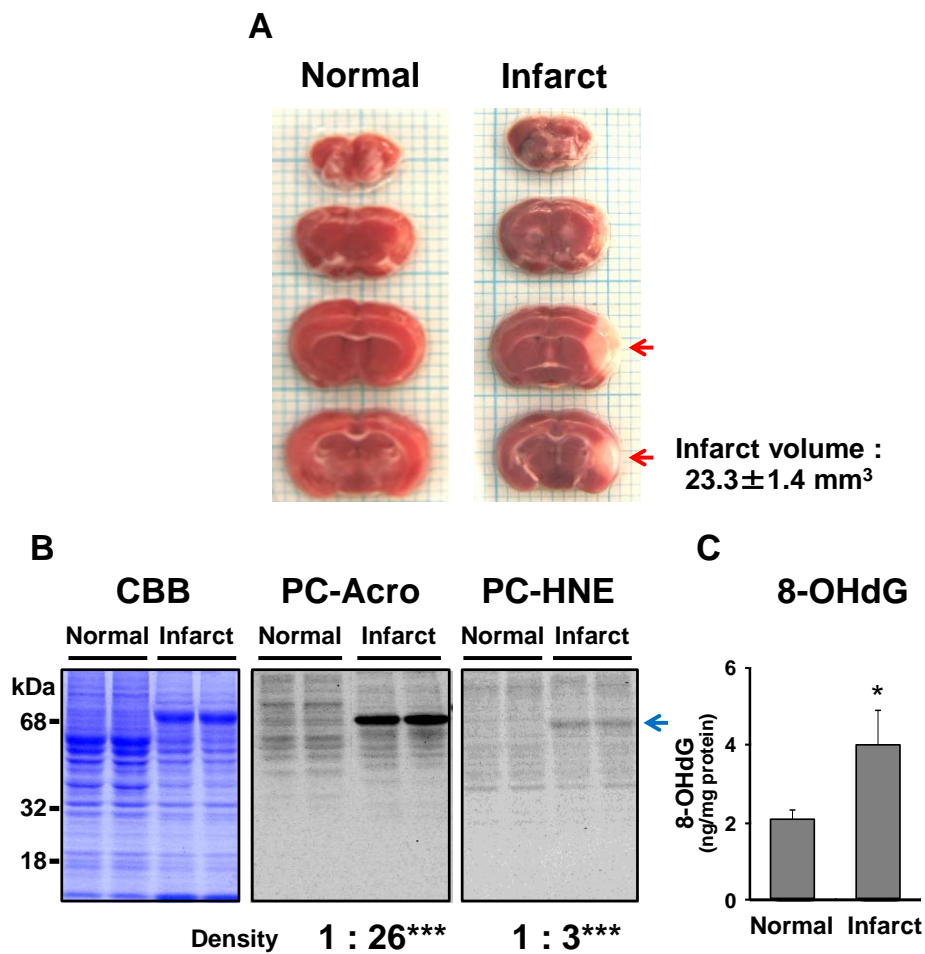 A
Normal
Infarct
Infarct volume :
23.3±1.4 mm³
B
C
CBB
PC-Acro
PC-HNE
8-OHdG
Normal Infarct
Normal Infarct
Normal Infarct
kDa
68
32
18
Density 1 : 26*** 1 : 3***
8-OHdG
(ng/mg protein)
6
4
2
0
*
Normal Infarct